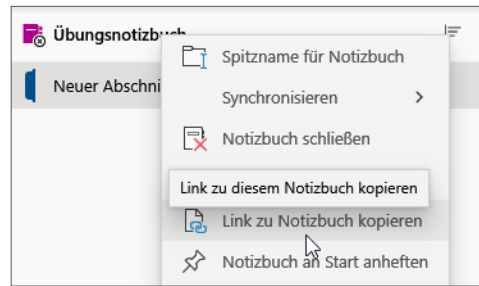 Übungsnotizbuch
Spitzname für Notizbuch
Neuer Abschni
Synchronisieren
Notizbuch schließen
Link zu diesem Notizbuch kopieren
Link zu Notizbuch kopieren
Notizbuch an Start anheften